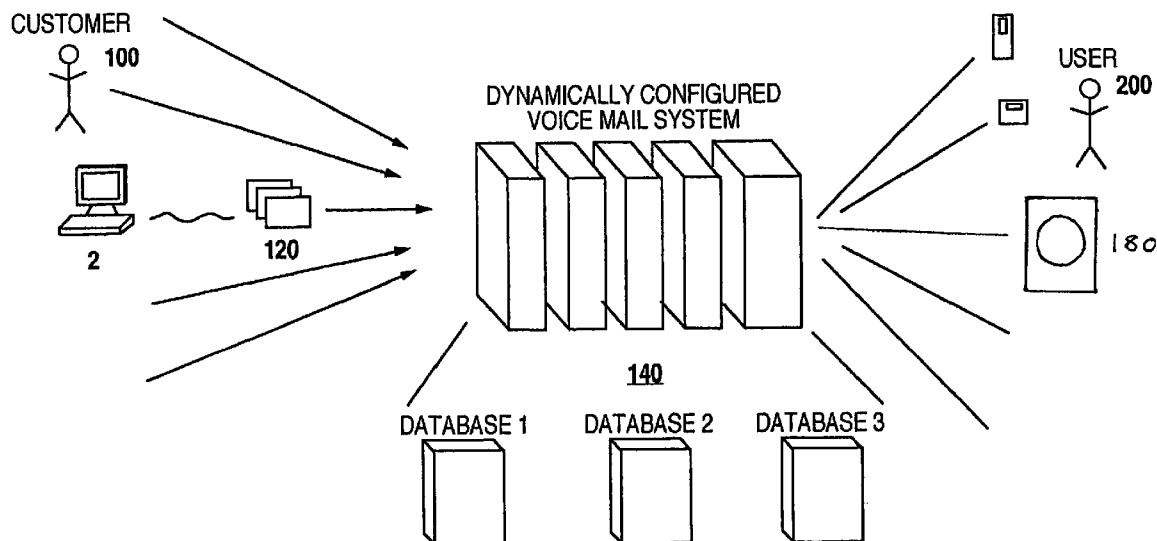 CUSTOMER
100
2
120
DYNAMICALLY CONFIGURED
VOICE MAIL SYSTEM
140
DATABASE 1
DATABASE 2
DATABASE 3
USER
200
180